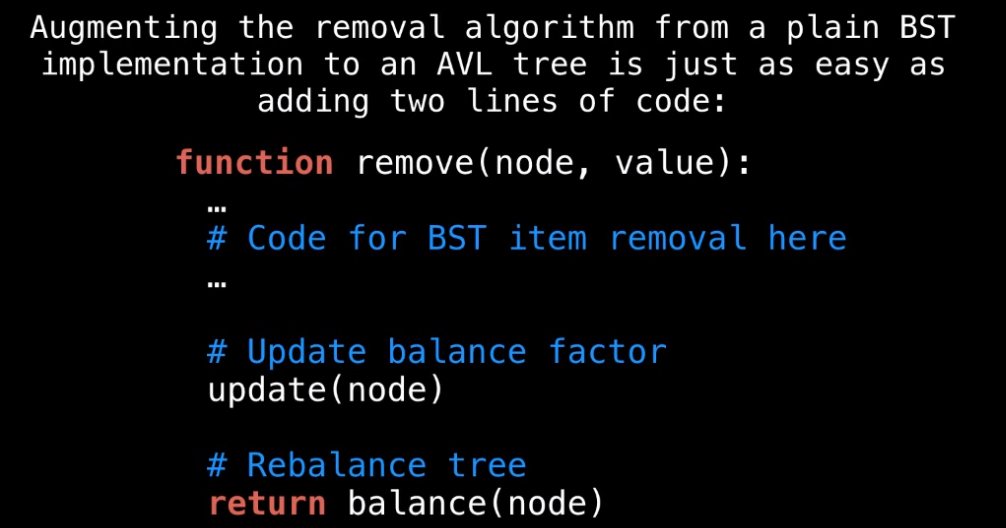 Augmenting the removal algorithm from a plain BST
implementation to an AVL tree is just as easy as
adding two lines of code:
function remove(node, value):
…
# Code for BST item removal here
…
# Update balance factor
update(node)
# Rebalance tree
return balance(node)